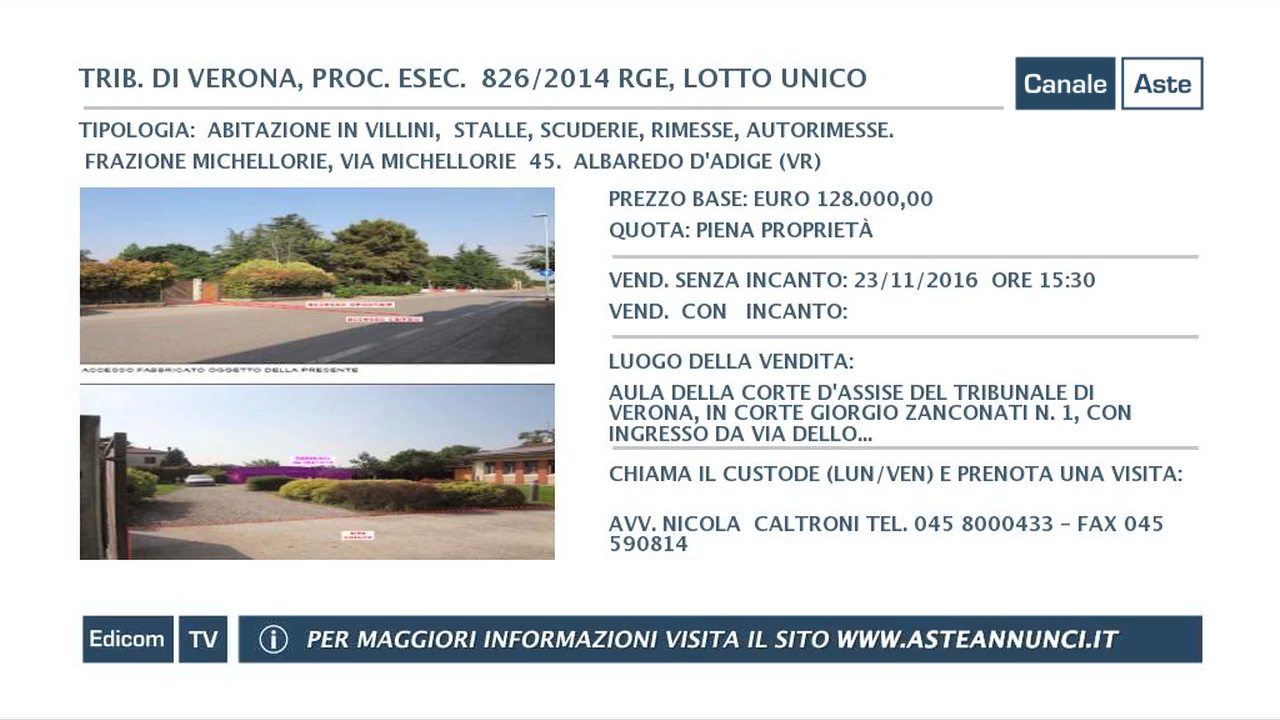 TRIB. DI VERONA, PROC. ESEC. 826/2014 RGE, LOTTO UNICO
Canale Aste
TIPOLOGIA: ABITAZIONE IN VILLINI, STALLE, SCUDERIE, RIMESSE, AUTORIMESSE.
FRAZIONE MICHELLORIE, VIA MICHELLORIE 45. ALBAREDO D'ADIGE (VR)
PREZZO BASE: EURO 128.000,00
QUOTA: PIENA PROPRIETÀ
VEND. SENZA INCANTO: 23/11/2016 ORE 15:30
VEND. CON INCANTO:
ACCESSO FABBRICATO OGGETTO DELLA PRESENTE
LUOGO DELLA VENDITA:
AULA DELLA CORTE D'ASSISE DEL TRIBUNALE DI
VERONA, IN CORTE GIORGIO ZANCONATI N. 1, CON
INGRESSO DA VIA DELLO...
CHIAMA IL CUSTODE (LUN/VEN) E PRENOTA UNA VISITA:
AVV. NICOLA CALTRONI TEL. 045 8000433 – FAX 045
590814
Edicom TV
PER MAGGIORI INFORMAZIONI VISITA IL SITO WWW.ASTEANNUNCI.IT